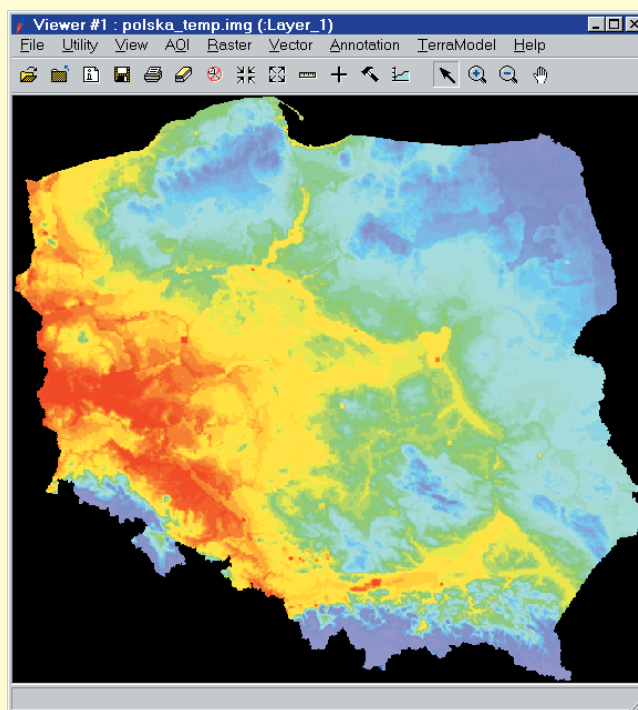 Viewer #1 : polska_temp.img (:Layer_1)
File Utility View AOI Raster Vector Annotation TerraModel Help